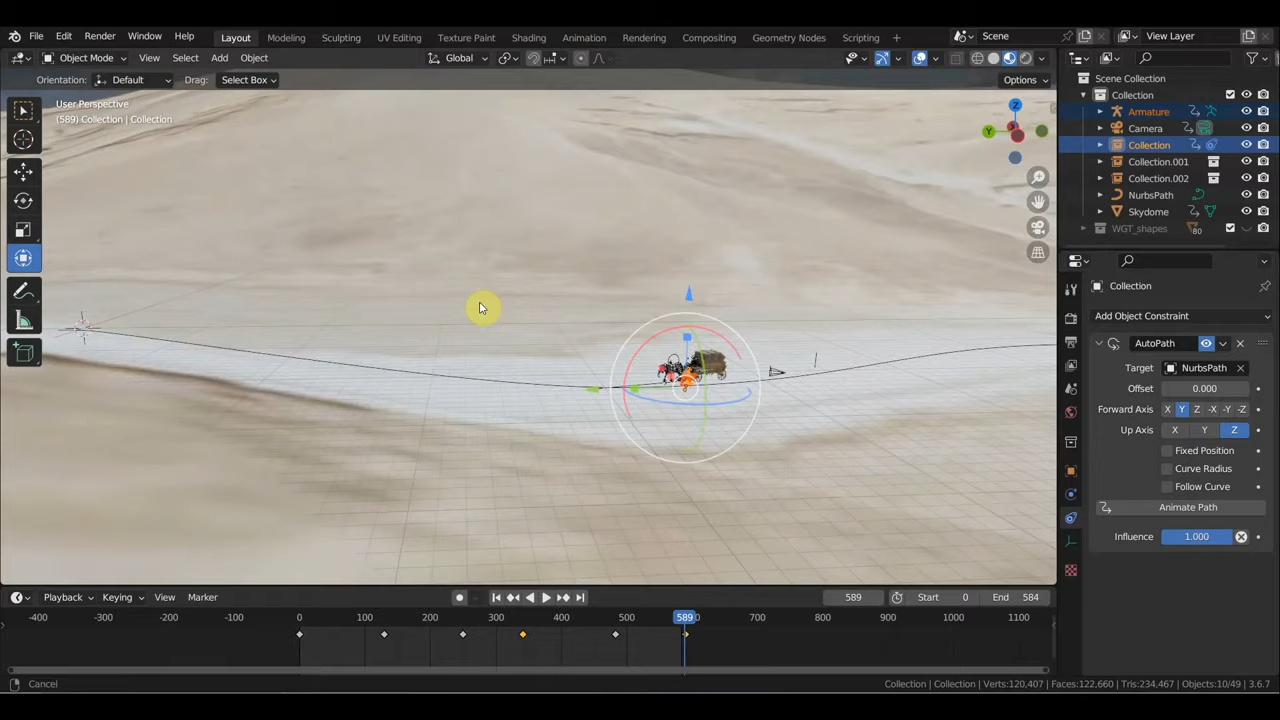 File Edit Render Window Help Layout Modeling Sculpting UV Editing Texture Paint Shading Animation Rendering Compositing Geometry Nodes Scripting + Scene View Layer
Object Mode View Select Add Object Global
Orientation: Default Drag: Select Box Options
User Perspective
(589) Collection | Collection
Z
Y
X
Scene Collection
Collection
Armature
Camera
Collection
Collection.001
Collection.002
NurbsPath
Skydome
WGT_shapes 80
Collection
Add Object Constraint
AutoPath
Target NurbsPath
Offset 0.000
Forward Axis X Y Z -X -Y -Z
Up Axis X Y Z
Fixed Position
Curve Radius
Follow Curve
Animate Path
Influence 1.000
Playback Keying View Marker 589 Start 0 End 584
-400 -300 -200 -100 0 100 200 300 400 500 589 700 800 900 1000 1100
Cancel Collection | Collection | Verts:120,407 | Faces:122,660 | Tris:234,467 | Objects:10/49 | 3.6.7